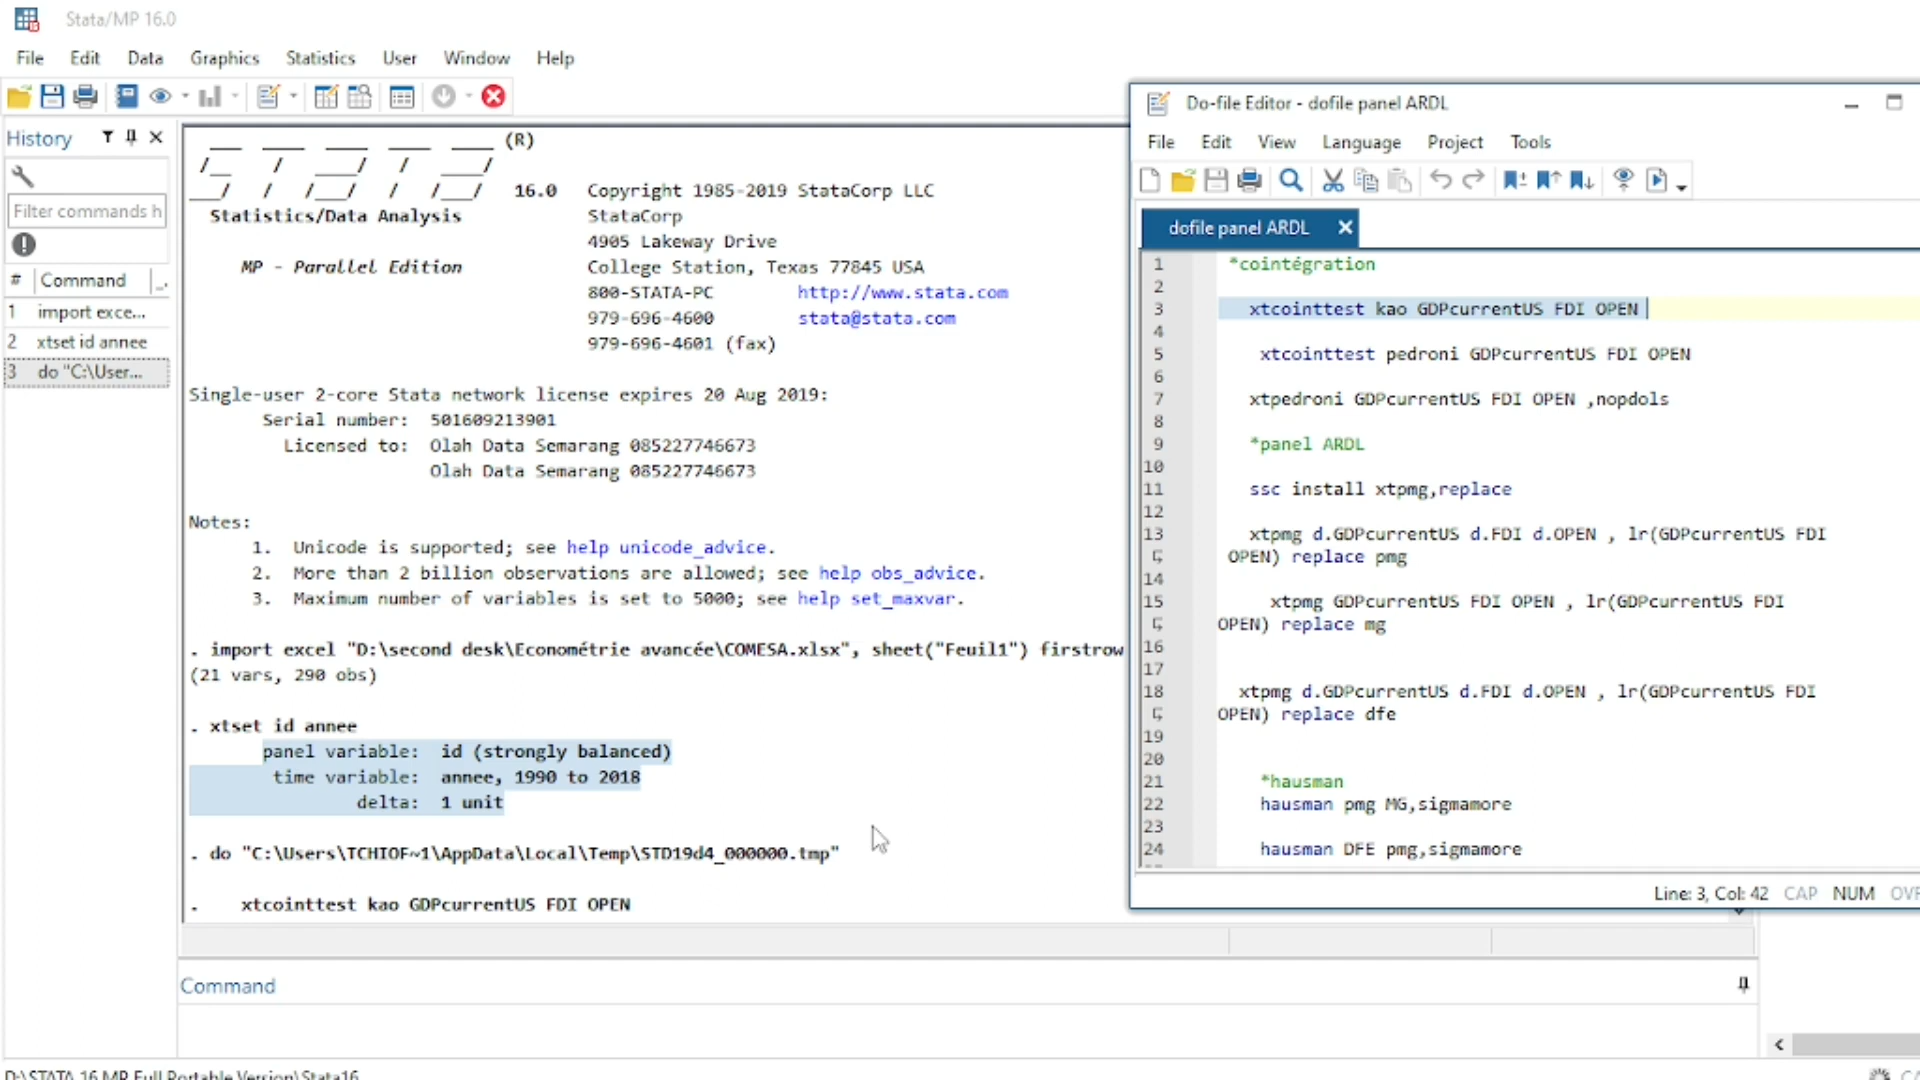 Stata/MP 16.0
File Edit Data Graphics Statistics User Window Help
History
Filter commands h
# Command
1 import exce...
2 xtset id annee
3 do "C:\User...
(R)
16.0 Copyright 1985-2019 StataCorp LLC
Statistics/Data Analysis StataCorp
4905 Lakeway Drive
MP - Parallel Edition College Station, Texas 77845 USA
800-STATA-PC http://www.stata.com
979-696-4600 stata@stata.com
979-696-4601 (fax)
Single-user 2-core Stata network license expires 20 Aug 2019:
Serial number: 501609213901
Licensed to: Olah Data Semarang 085227746673
Olah Data Semarang 085227746673
Notes:
1. Unicode is supported; see help unicode_advice.
2. More than 2 billion observations are allowed; see help obs_advice.
3. Maximum number of variables is set to 5000; see help set_maxvar.
. import excel "D:\second desk\Econométrie avancée\COMESA.xlsx", sheet("Feuil1") firstrow
(21 vars, 290 obs)
. xtset id annee
panel variable: id (strongly balanced)
time variable: annee, 1990 to 2018
delta: 1 unit
. do "C:\Users\TCHIOF~1\AppData\Local\Temp\STD19d4_000000.tmp"
. xtcointtest kao GDPcurrentUS FDI OPEN
Command
D:\STATA 16 MP Full Portable Version\Stata16
Do-file Editor - dofile panel ARDL
File Edit View Language Project Tools
dofile panel ARDL
1 *cointégration
2
3 xtcointtest kao GDPcurrentUS FDI OPEN
4
5 xtcointtest pedroni GDPcurrentUS FDI OPEN
6
7 xtpedroni GDPcurrentUS FDI OPEN ,nopdols
8
9 *panel ARDL
10
11 ssc install xtpmg,replace
12
13 xtpmg d.GDPcurrentUS d.FDI d.OPEN , lr(GDPcurrentUS FDI
OPEN) replace pmg
14
15 xtpmg GDPcurrentUS FDI OPEN , lr(GDPcurrentUS FDI
OPEN) replace mg
16
17
18 xtpmg d.GDPcurrentUS d.FDI d.OPEN , lr(GDPcurrentUS FDI
OPEN) replace dfe
19
20
21 *hausman
22 hausman pmg MG,sigmamore
23
24 hausman DFE pmg,sigmamore
Line: 3, Col: 42 CAP NUM OVR